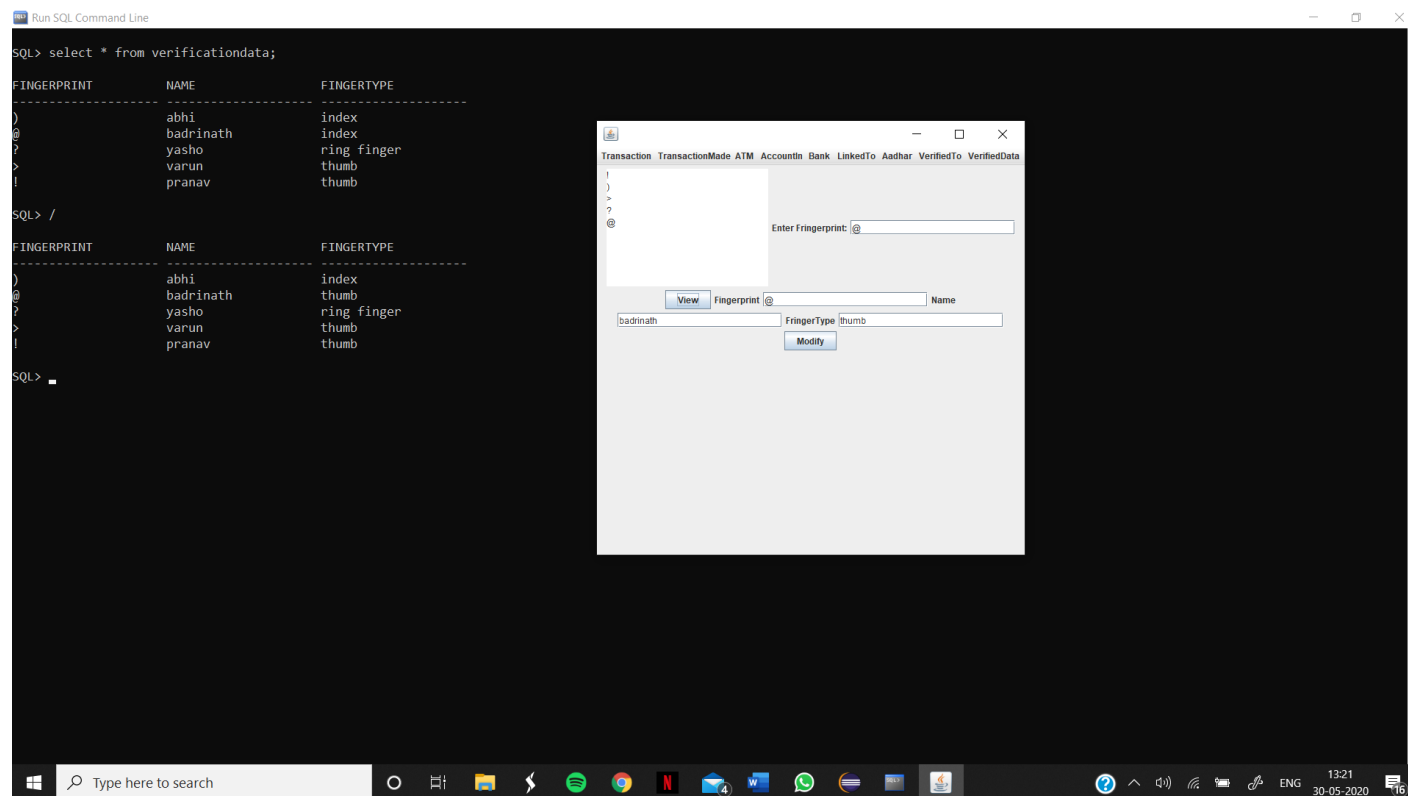 Run SQL Command Line
SQL> select * from verificationdata;
FINGERPRINT NAME FINGERTYPE
-------------------- -------------------- --------------------
) abhi index
@ badrinath index
? yasho ring finger
> varun thumb
! pranav thumb
SQL> /
FINGERPRINT NAME FINGERTYPE
-------------------- -------------------- --------------------
) abhi index
@ badrinath thumb
? yasho ring finger
> varun thumb
! pranav thumb
SQL>
Transaction TransactionMade ATM AccountIn Bank LinkedTo Aadhar VerifiedTo VerifiedData
!
)
>
?
@
Enter Fringerprint: @
View Fingerprint @ Name
badrinath FringerType thumb
Modify
Type here to search
4
W
N
ENG
13:21
30-05-2020
16